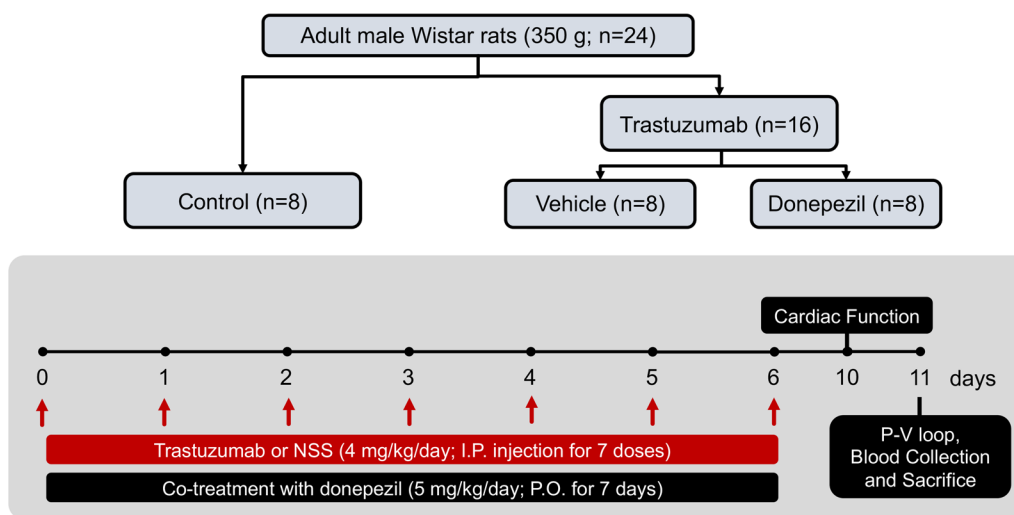 Adult male Wistar rats (350 g; n=24)
Trastuzumab (n=16)
Control (n=8)
Vehicle (n=8)
Donepezil (n=8)
Cardiac Function
0 1 2 3 4 5 6 10 11 days
Trastuzumab or NSS (4 mg/kg/day; I.P. injection for 7 doses)
Co-treatment with donepezil (5 mg/kg/day; P.O. for 7 days)
P-V loop,
Blood Collection
and Sacrifice